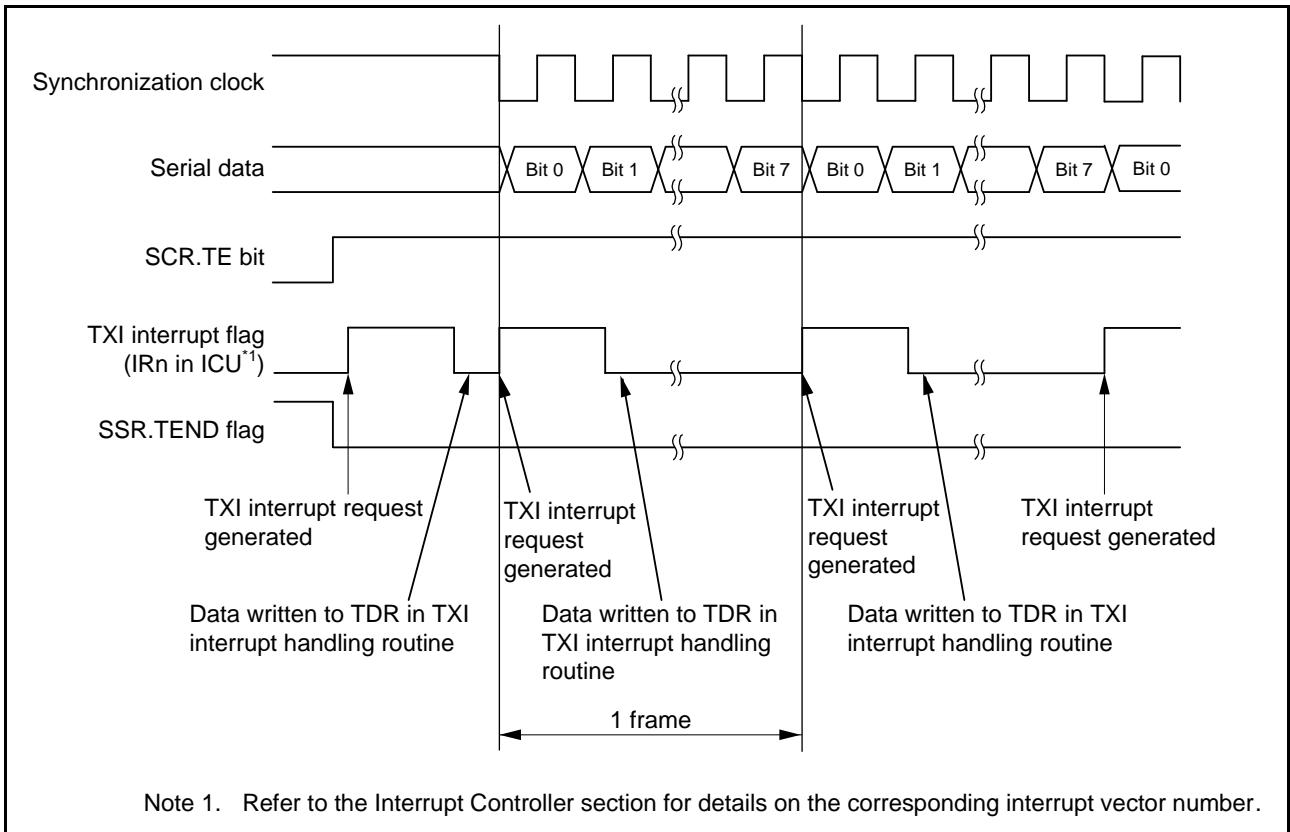 Synchronization clock
Serial data
Bit 0 Bit 1 Bit 7 Bit 0 Bit 1 Bit 7 Bit 0
SCR.TE bit
TXI interrupt flag
(IRn in ICU*1)
SSR.TEND flag
TXI interrupt request
generated
TXI interrupt
request
generated
TXI interrupt
request
generated
TXI interrupt
request generated
Data written to TDR in TXI
interrupt handling routine
Data written to TDR in
TXI interrupt handling
routine
Data written to TDR in TXI
interrupt handling routine
1 frame
Note 1. Refer to the Interrupt Controller section for details on the corresponding interrupt vector number.